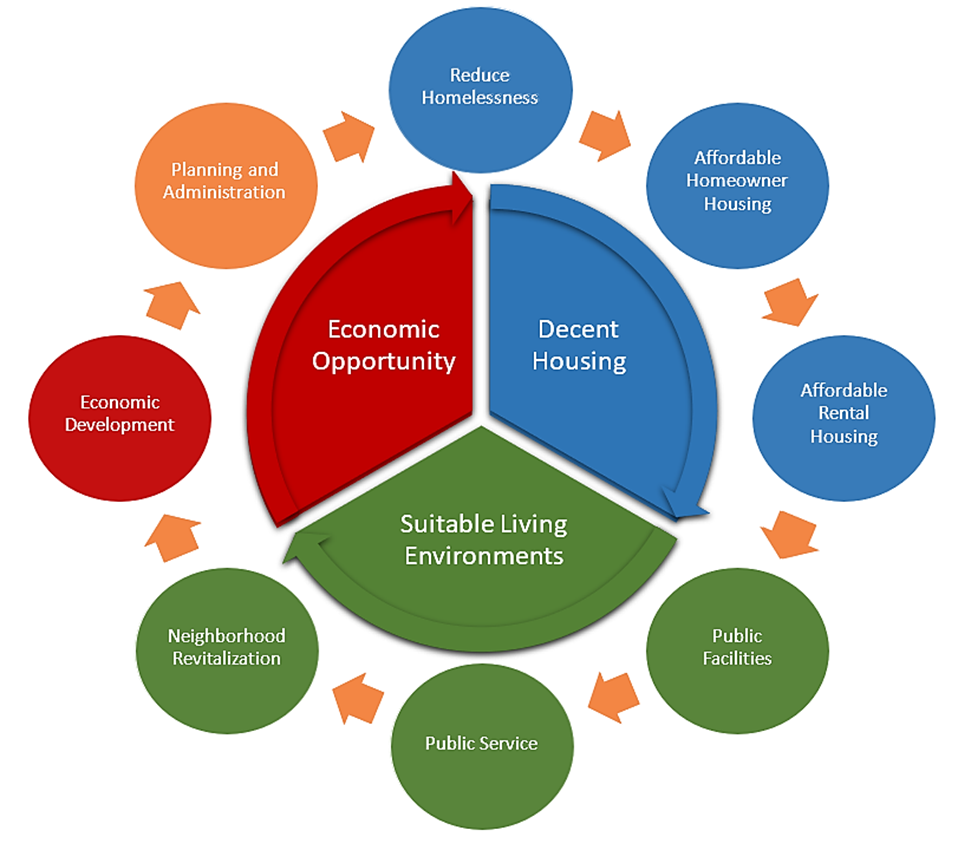 Reduce
Homelessness
Affordable
Homeowner
Housing
Affordable
Rental
Housing
Public
Facilities
Public Service
Neighborhood
Revitalization
Economic
Development
Planning and
Administration
Economic
Opportunity
Decent
Housing
Suitable Living
Environments